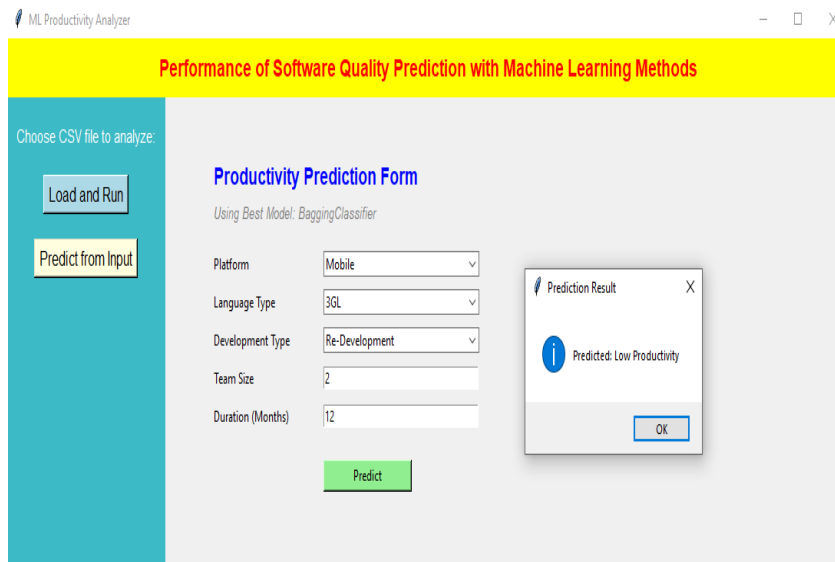 ML Productivity Analyzer
Performance of Software Quality Prediction with Machine Learning Methods
Choose CSV file to analyze:
Load and Run
Predict from Input
Productivity Prediction Form
Using Best Model: BaggingClassifier
Platform
Mobile
Language Type
3GL
Development Type
Re-Development
Team Size
2
Duration (Months)
12
Predict
Prediction Result
Predicted: Low Productivity
OK